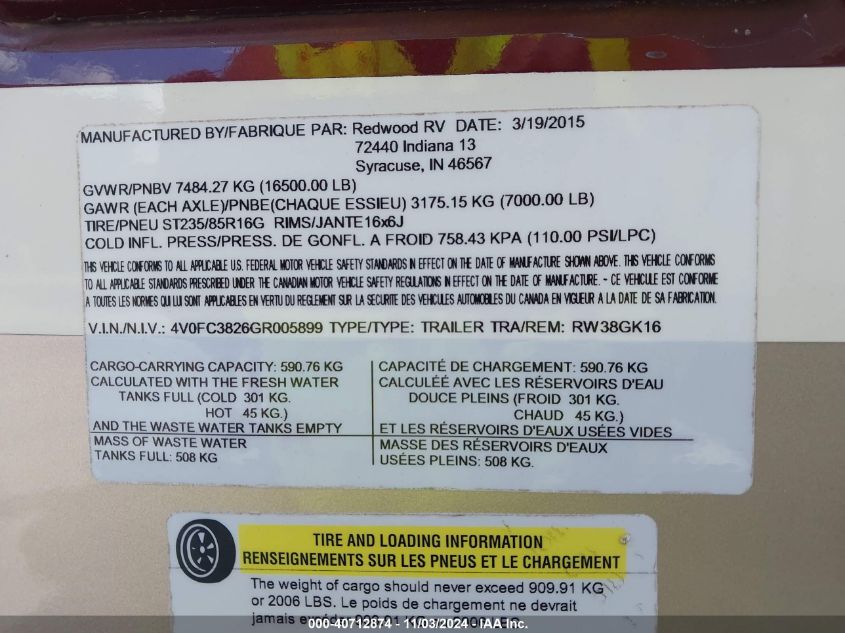 MANUFACTURED BY/FABRIQUE PAR: Redwood RV DATE: 3/19/2015
72440 Indiana 13
Syracuse, IN 46567
GVWR/PNBV 7484.27 KG (16500.00 LB)
GAWR (EACH AXLE)/PNBE(CHAQUE ESSIEU) 3175.15 KG (7000.00 LB)
TIRE/PNEU ST235/85R16G RIMS/JANTE16x6J
COLD INFL. PRESS/PRESS. DE GONFL. A FROID 758.43 KPA (110.00 PSI/LPC)
THIS VEHICLE CONFORMS TO ALL APPLICABLE U.S. FEDERAL MOTOR VEHICLE SAFETY STANDARDS IN EFFECT ON THE DATE OF MANUFACTURE SHOWN ABOVE. THIS VEHICLE CONFORMS
TO ALL APPLICABLE STANDARDS PRESCRIBED UNDER THE CANADIAN MOTOR VEHICLE SAFETY REGULATIONS IN EFFECT ON THE DATE OF MANUFACTURE. - CE VEHICULE EST CONFORME
A TOUTES LES NORMES QUI LUI SONT APPLICABLES EN VERTU DU REGLEMENT SUR LA SECURITE DES VEHICULES AUTOMOBILES DU CANADA EN VIGUEUR A LA DATE DE SA FABRICATION.
V.I.N./N.I.V.: 4V0FC3826GR005899 TYPE/TYPE: TRAILER TRA/REM: RW38GK16
CARGO-CARRYING CAPACITY: 590.76 KG
CALCULATED WITH THE FRESH WATER
TANKS FULL (COLD 301 KG.
HOT 45 KG.)
AND THE WASTE WATER TANKS EMPTY
MASS OF WASTE WATER
TANKS FULL: 508 KG
CAPACITÉ DE CHARGEMENT: 590.76 KG
CALCULÉE AVEC LES RÉSERVOIRS D'EAU
DOUCE PLEINS (FROID 301 KG.
CHAUD 45 KG.)
ET LES RÉSERVOIRS D'EAUX USÉES VIDES
MASSE DES RÉSERVOIRS D'EAUX
USÉES PLEINS: 508 KG.
TIRE AND LOADING INFORMATION
RENSEIGNEMENTS SUR LES PNEUS ET LE CHARGEMENT
The weight of cargo should never exceed 909.91 KG
or 2006 LBS. Le poids de chargement ne devrait
jamais
000-40712874 - 11/03/2024 - IAA Inc.